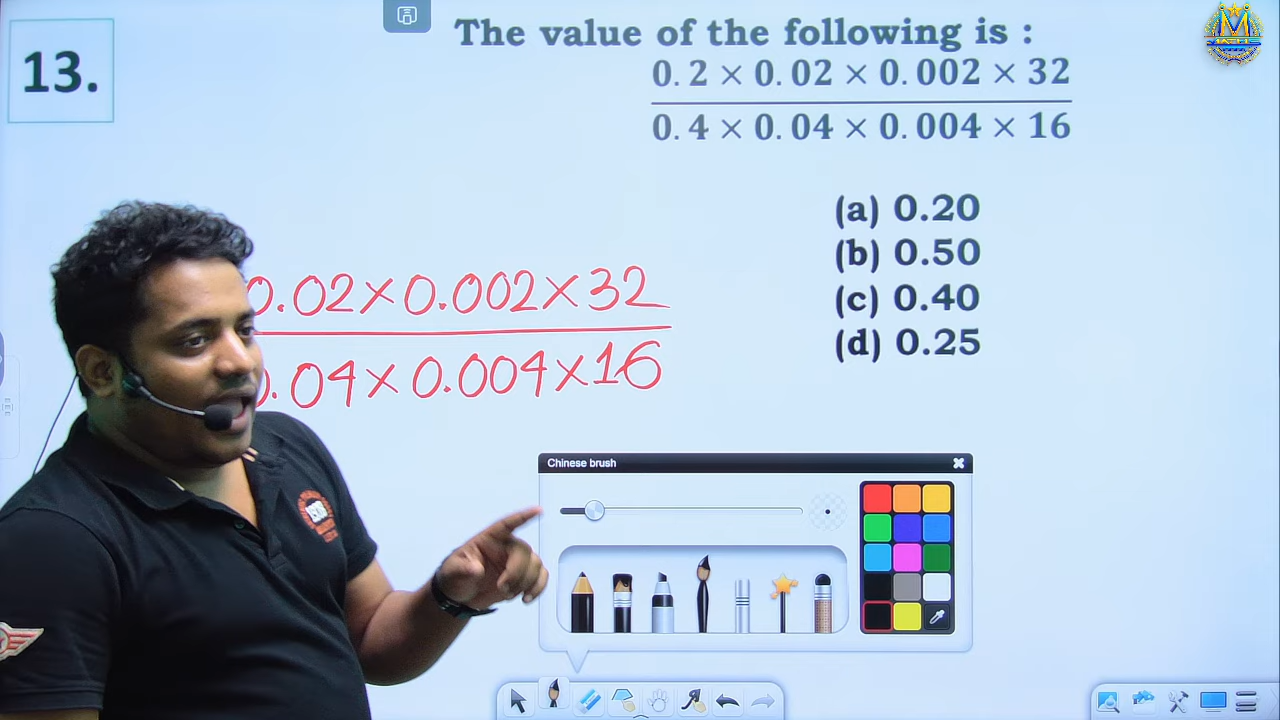 13.
The value of the following is :
0.2 × 0.02 × 0.002 × 32
0.4 × 0.04 × 0.004 × 16
(a) 0.20
(b) 0.50
(c) 0.40
(d) 0.25
0.02×0.002×32
0.04×0.004×16
Chinese brush